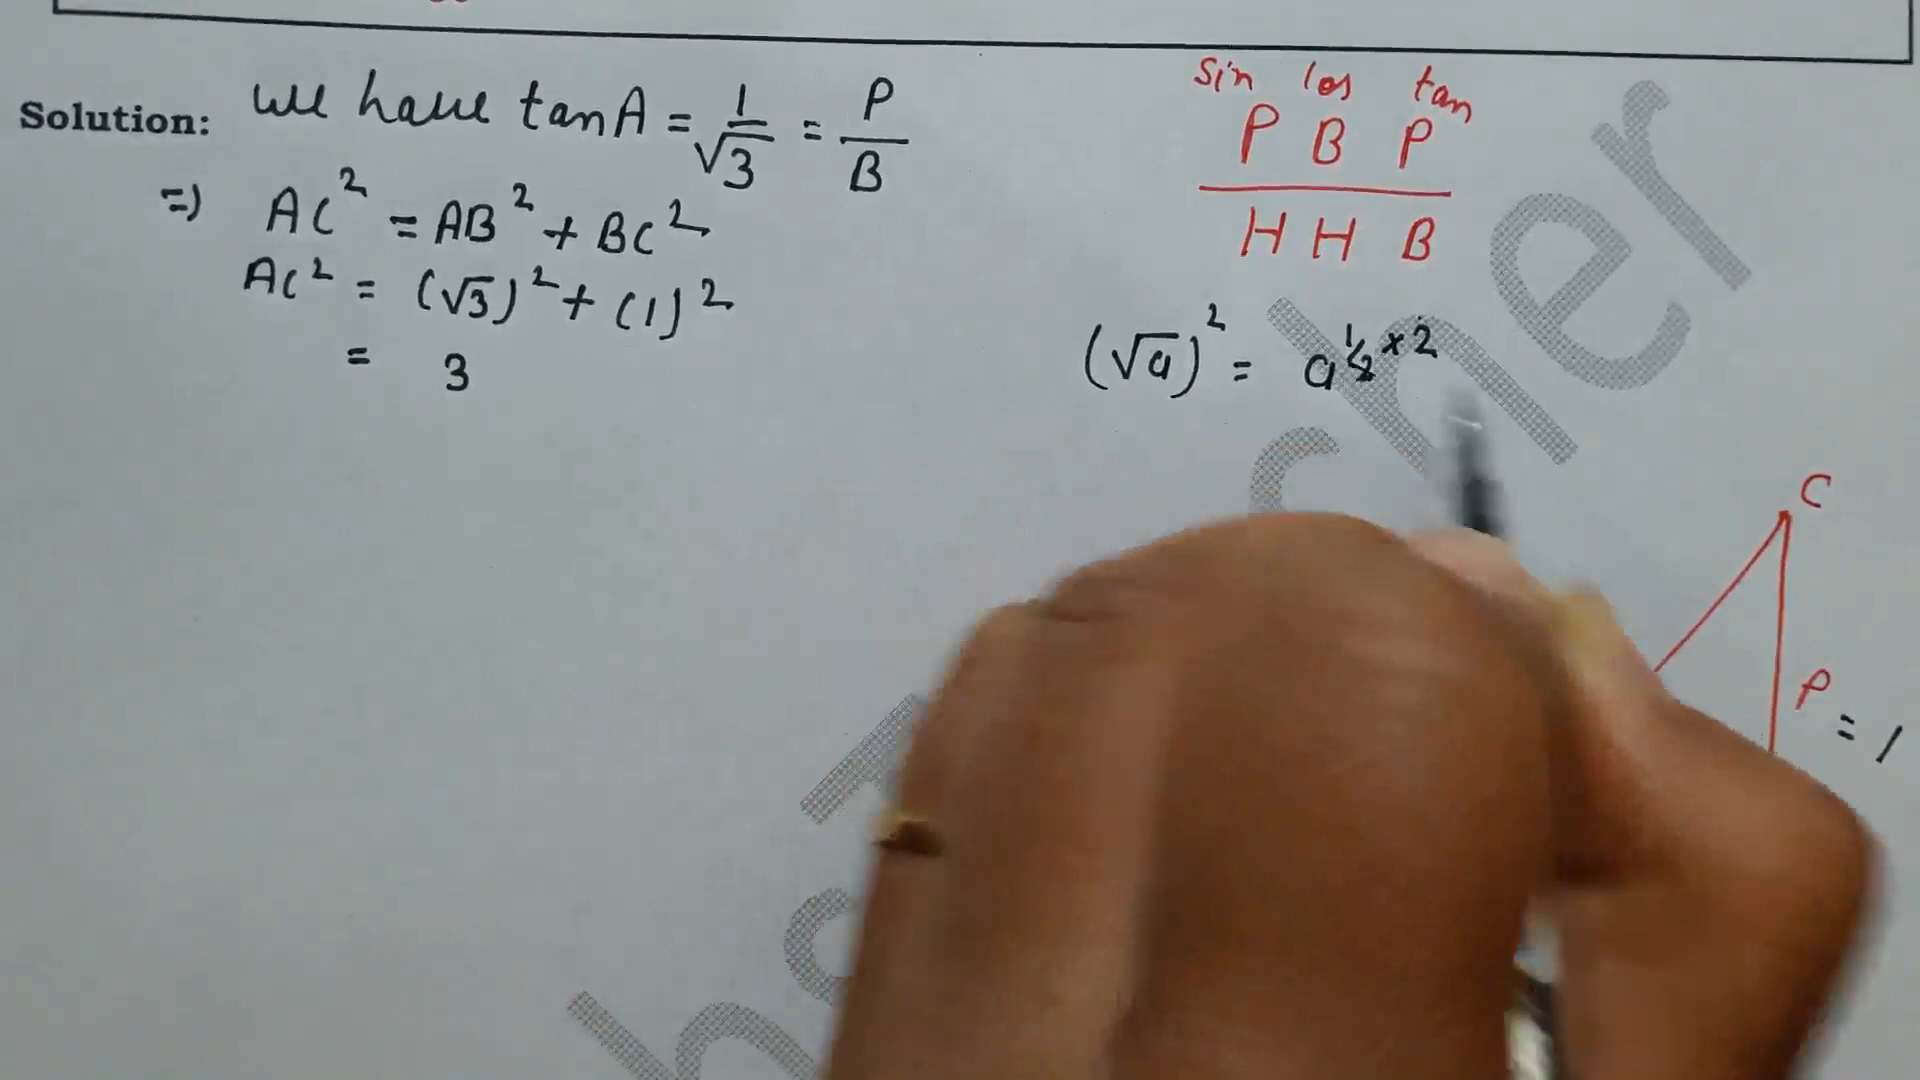 Solution: we have tanA = 1/√3 = P/B
=) AC² = AB² + BC²
AC² = (√3)² + (1)²
= 3
sin cos tan
P B P
H H B
(√a)² = a^½ × 2
C
P = 1
her